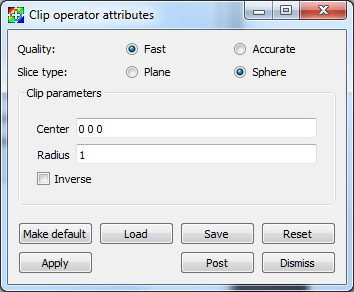 Clip operator attributes
Quality: Fast Accurate
Slice type: Plane Sphere
Clip parameters
Center 0 0 0
Radius 1
Inverse
Make default Load Save Reset
Apply Post Dismiss